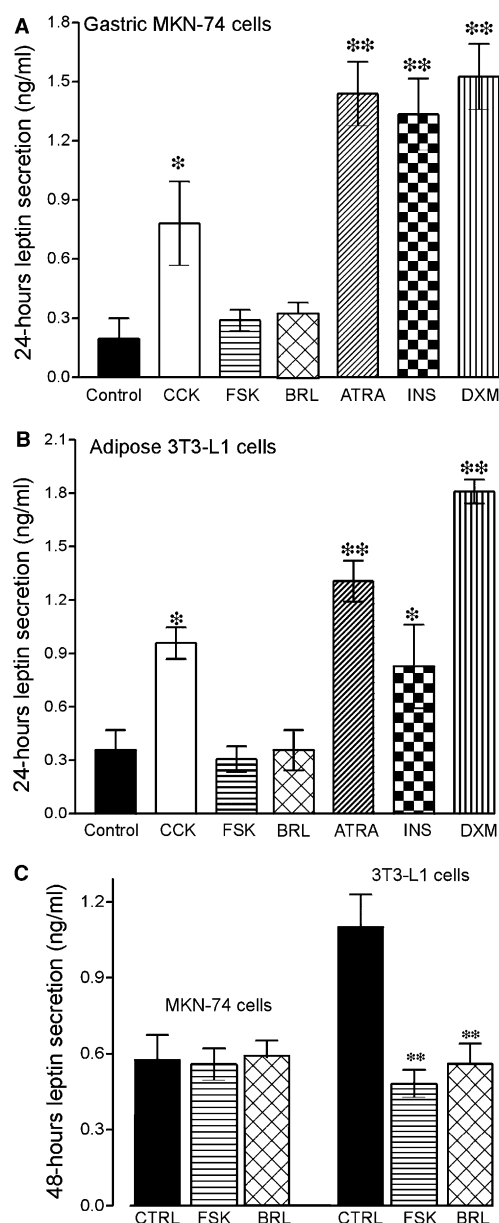 A
Gastric MKN-74 cells
24-hours leptin secretion (ng/ml)
1.8
1.5
1.2
0.9
0.6
0.3
0.0
* ** ** **
Control CCK FSK BRL ATRA INS DXM
B
Adipose 3T3-L1 cells
24-hours leptin secretion (ng/ml)
2.1
1.8
1.5
1.2
0.9
0.6
0.3
0.0
* ** * **
Control CCK FSK BRL ATRA INS DXM
C
3T3-L1 cells
MKN-74 cells
48-hours leptin secretion (ng/ml)
1.2
0.9
0.6
0.3
0.0
** **
CTRL FSK BRL CTRL FSK BRL